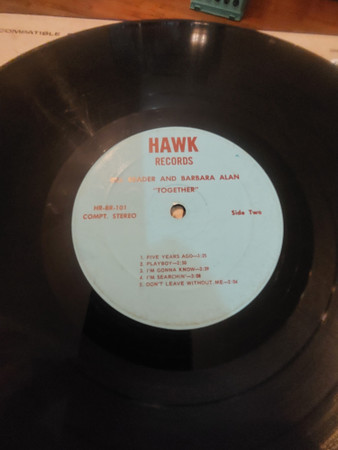 COMPATIBLE
HAWK
RECORDS
AND BARBARA ALAN
"TOGETHER"
HR-BR-101
COMPT. STEREO
Side Two
1. FIVE YEARS AGO
2. PLAYBOY
3. I'M GONNA KNOW
4. I'M SEARCHIN'
5. DON'T LEAVE WITHOUT ME